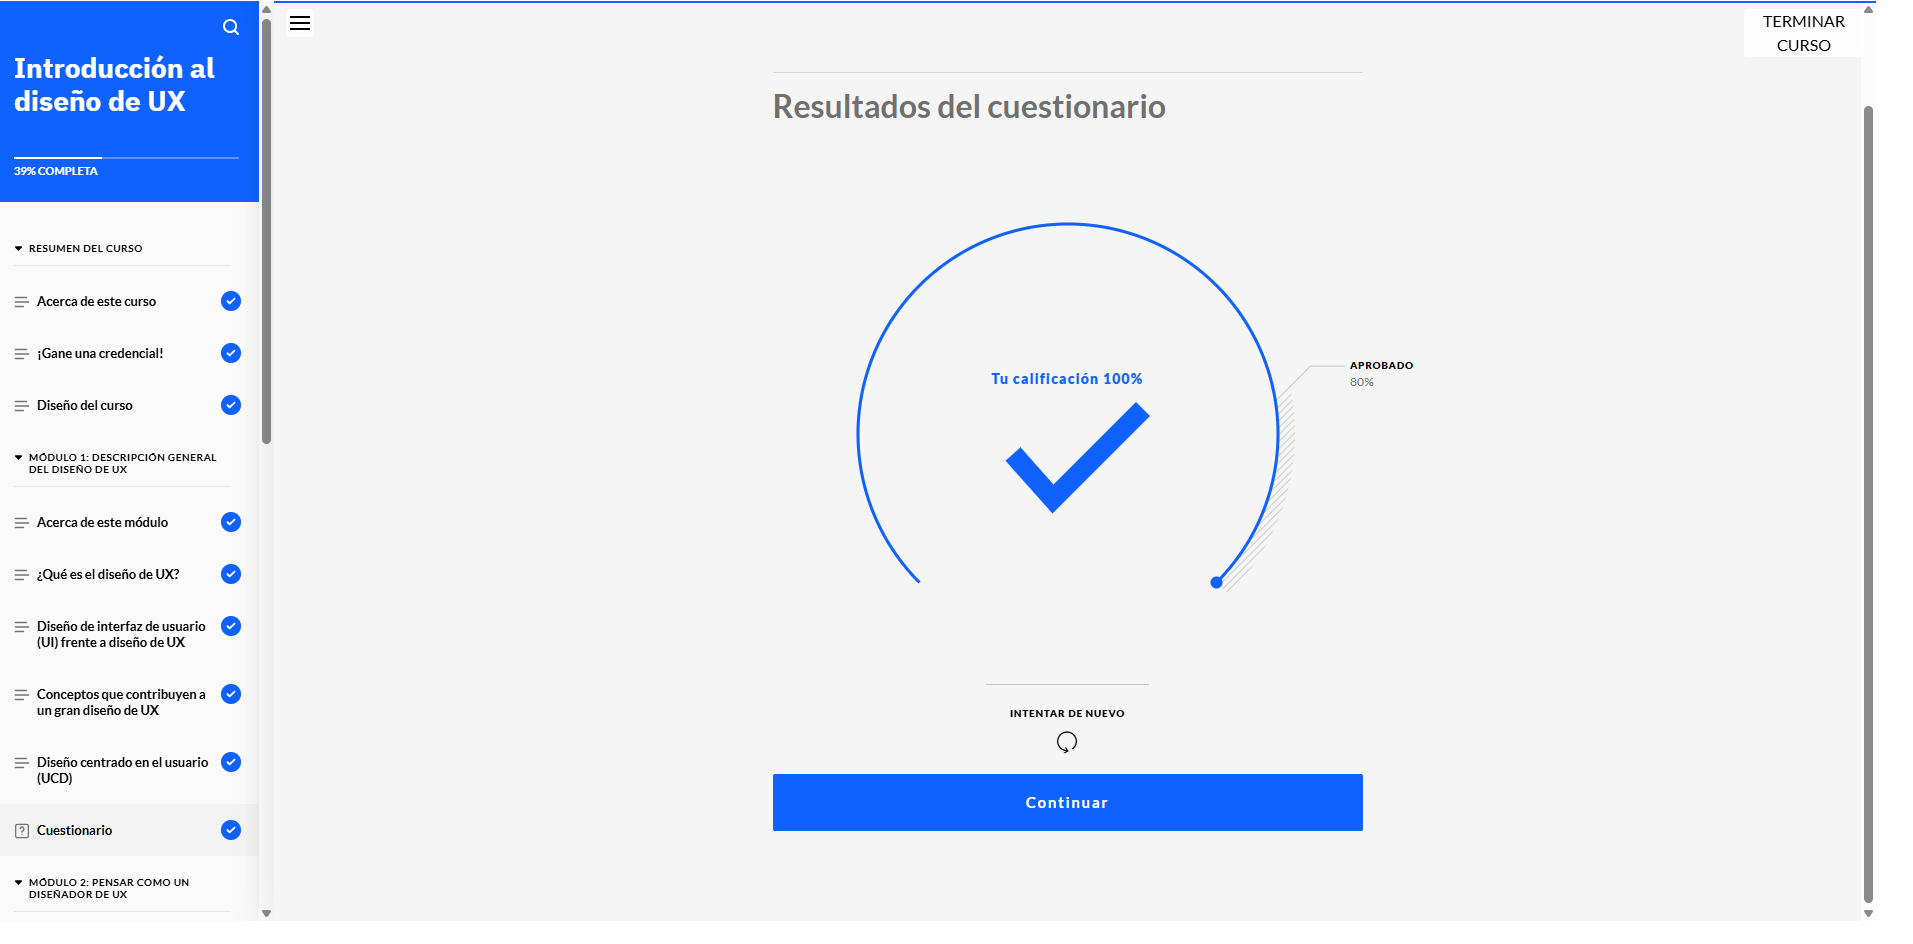 Introducción al
diseño de UX
39% COMPLETA
RESUMEN DEL CURSO
Acerca de este curso
¡Gane una credencial!
Diseño del curso
MÓDULO 1: DESCRIPCIÓN GENERAL
DEL DISEÑO DE UX
Acerca de este módulo
¿Qué es el diseño de UX?
Diseño de interfaz de usuario
(UI) frente a diseño de UX
Conceptos que contribuyen a
un gran diseño de UX
Diseño centrado en el usuario
(UCD)
Cuestionario
MÓDULO 2: PENSAR COMO UN
DISEÑADOR DE UX
TERMINAR
CURSO
Resultados del cuestionario
Tu calificación 100%
APROBADO
80%
INTENTAR DE NUEVO
Continuar